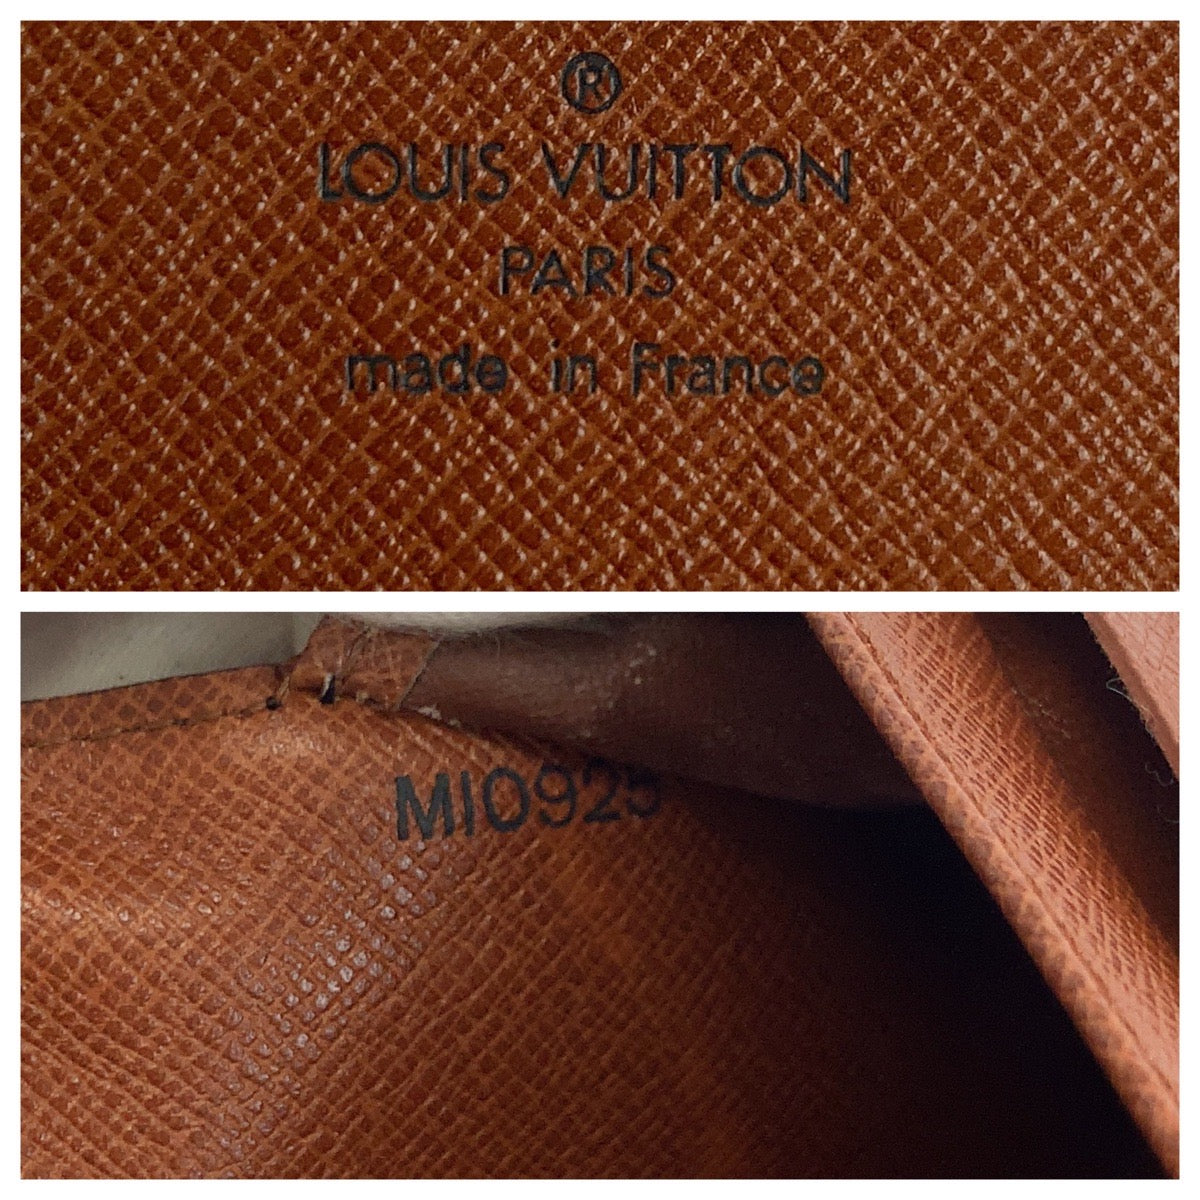 ®
LOUIS VUITTON
PARIS
made in France
MI0925